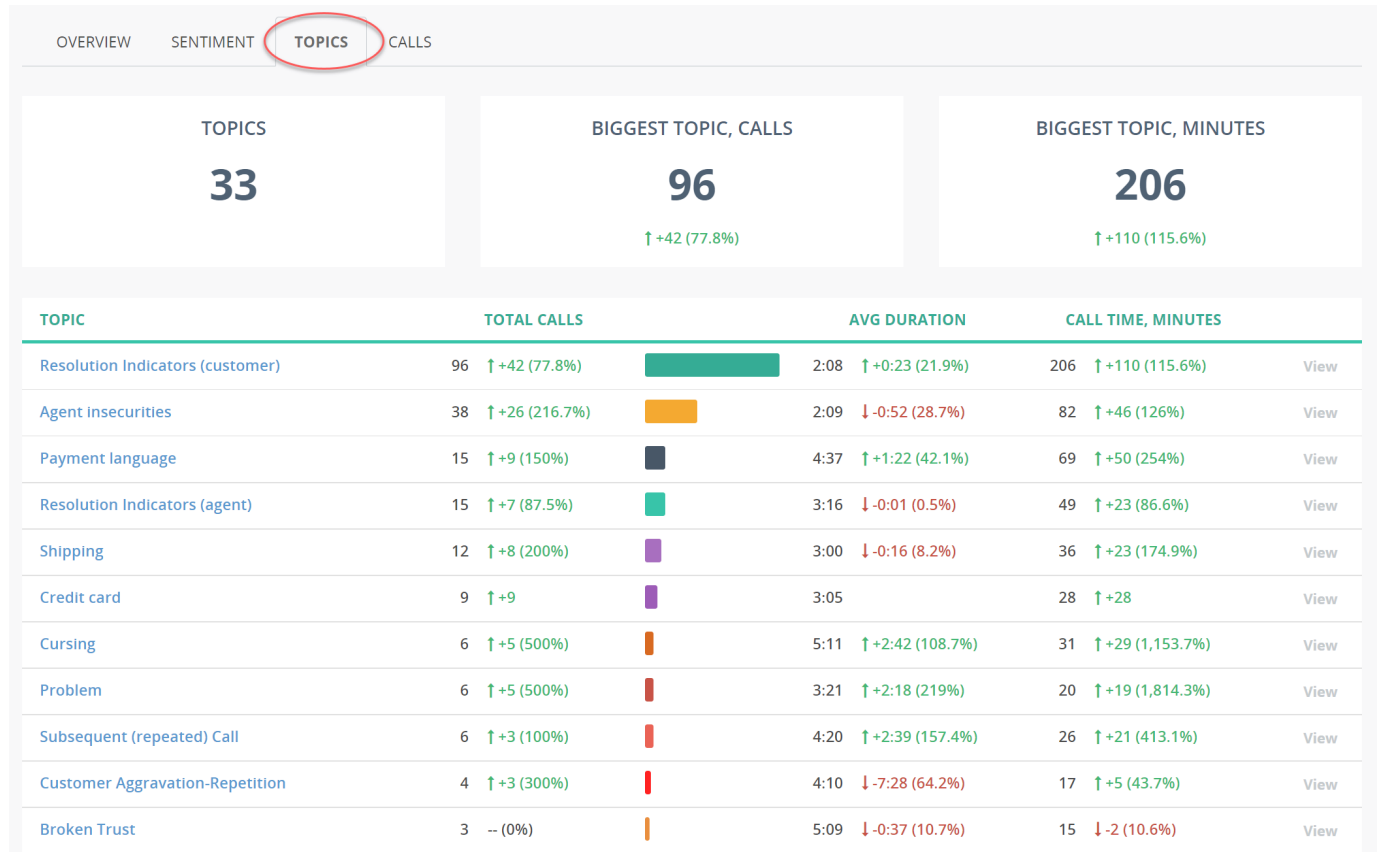 OVERVIEW SENTIMENT TOPICS CALLS
TOPICS BIGGEST TOPIC, CALLS BIGGEST TOPIC, MINUTES
33 96 206
↑ +42 (77.8%) ↑ +110 (115.6%)
TOPIC TOTAL CALLS AVG DURATION CALL TIME, MINUTES
Resolution Indicators (customer) 96 ↑ +42 (77.8%) 2:08 ↑ +0:23 (21.9%) 206 ↑ +110 (115.6%) View
Agent insecurities 38 ↑ +26 (216.7%) 2:09 ↓ -0:52 (28.7%) 82 ↑ +46 (126%) View
Payment language 15 ↑ +9 (150%) 4:37 ↑ +1:22 (42.1%) 69 ↑ +50 (254%) View
Resolution Indicators (agent) 15 ↑ +7 (87.5%) 3:16 ↓ -0:01 (0.5%) 49 ↑ +23 (86.6%) View
Shipping 12 ↑ +8 (200%) 3:00 ↓ -0:16 (8.2%) 36 ↑ +23 (174.9%) View
Credit card 9 ↑ +9 3:05 28 ↑ +28 View
Cursing 6 ↑ +5 (500%) 5:11 ↑ +2:42 (108.7%) 31 ↑ +29 (1,153.7%) View
Problem 6 ↑ +5 (500%) 3:21 ↑ +2:18 (219%) 20 ↑ +19 (1,814.3%) View
Subsequent (repeated) Call 6 ↑ +3 (100%) 4:20 ↑ +2:39 (157.4%) 26 ↑ +21 (413.1%) View
Customer Aggravation-Repetition 4 ↑ +3 (300%) 4:10 ↓ -7:28 (64.2%) 17 ↑ +5 (43.7%) View
Broken Trust 3 -- (0%) 5:09 ↓ -0:37 (10.7%) 15 ↓ -2 (10.6%) View